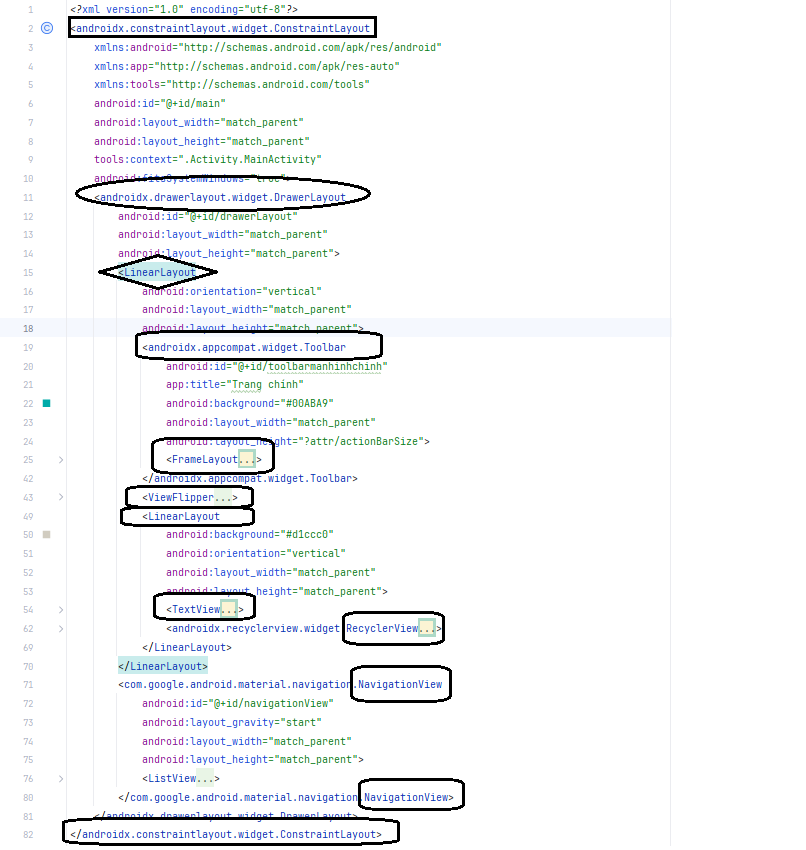 1 <?xml version="1.0" encoding="utf-8"?>
2 <androidx.constraintlayout.widget.ConstraintLayout
3 xmlns:android="http://schemas.android.com/apk/res/android"
4 xmlns:app="http://schemas.android.com/apk/res-auto"
5 xmlns:tools="http://schemas.android.com/tools"
6 android:id="@+id/main"
7 android:layout_width="match_parent"
8 android:layout_height="match_parent"
9 tools:context=".Activity.MainActivity"
10 android:fitsSystemWindows="true">
11 <androidx.drawerlayout.widget.DrawerLayout
12 android:id="@+id/drawerLayout"
13 android:layout_width="match_parent"
14 android:layout_height="match_parent">
15 <LinearLayout
16 android:orientation="vertical"
17 android:layout_width="match_parent"
18 android:layout_height="match_parent">
19 <androidx.appcompat.widget.Toolbar
20 android:id="@+id/toolbarmanhinhchinh"
21 app:title="Trang chinh"
22 android:background="#00ABA9"
23 android:layout_width="match_parent"
24 android:layout_height="?attr/actionBarSize">
25 <FrameLayout...>
42 </androidx.appcompat.widget.Toolbar>
43 <ViewFlipper...>
49 <LinearLayout
50 android:background="#d1ccc0"
51 android:orientation="vertical"
52 android:layout_width="match_parent"
53 android:layout_height="match_parent">
54 <TextView...>
62 <androidx.recyclerview.widget.RecyclerView...>
69 </LinearLayout>
70 </LinearLayout>
71 <com.google.android.material.navigation.NavigationView
72 android:id="@+id/navigationView"
73 android:layout_gravity="start"
74 android:layout_width="match_parent"
75 android:layout_height="match_parent">
76 <ListView...>
80 </com.google.android.material.navigation.NavigationView>
81 </androidx.drawerlayout.widget.DrawerLayout>
82 </androidx.constraintlayout.widget.ConstraintLayout>